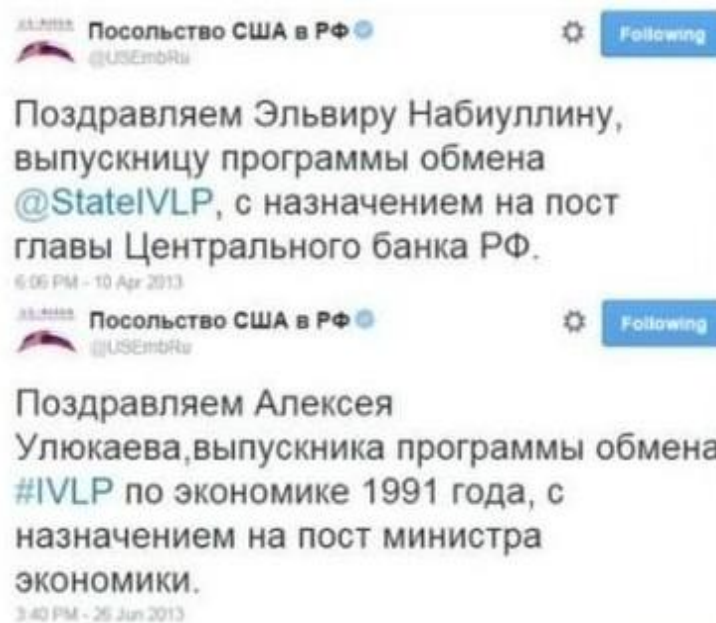 Посольство США в РФ
Following
@USEmbRu
Поздравляем Эльвиру Набиуллину,
выпускницу программы обмена
@StateIVLP, с назначением на пост
главы Центрального банка РФ.
6:06 PM - 10 Apr 2013
Посольство США в РФ
Following
@USEmbRu
Поздравляем Алексея
Улюкаева,выпускника программы обмена
#IVLP по экономике 1991 года, с
назначением на пост министра
экономики.
3:40 PM - 26 Jun 2013